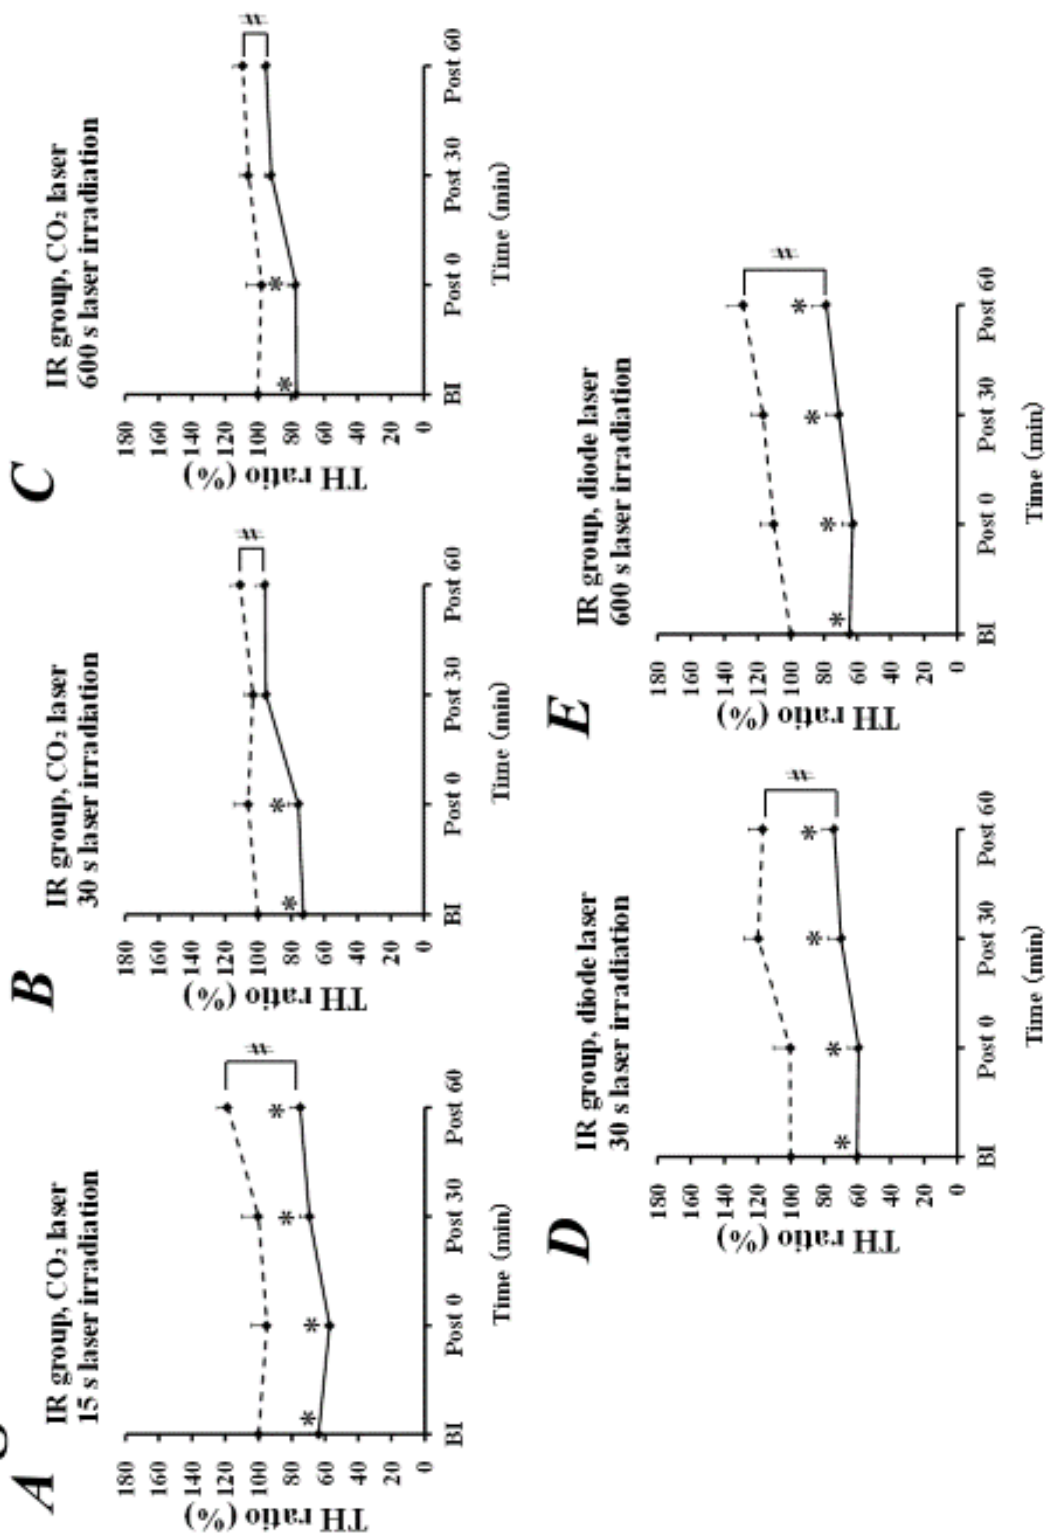 A
IR group, CO₂ laser
15 s laser irradiation
TH ratio (%)
180
160
140
120
100
80
60
40
20
0
*
*
*
*
#
BI
Post 0
Post 30
Post 60
Time (min)
B
IR group, CO₂ laser
30 s laser irradiation
TH ratio (%)
180
160
140
120
100
80
60
40
20
0
*
*
#
BI
Post 0
Post 30
Post 60
Time (min)
C
IR group, CO₂ laser
600 s laser irradiation
TH ratio (%)
180
160
140
120
100
80
60
40
20
0
*
*
#
BI
Post 0
Post 30
Post 60
Time (min)
D
IR group, diode laser
30 s laser irradiation
TH ratio (%)
180
160
140
120
100
80
60
40
20
0
*
*
*
*
#
BI
Post 0
Post 30
Post 60
Time (min)
E
IR group, diode laser
600 s laser irradiation
TH ratio (%)
180
160
140
120
100
80
60
40
20
0
*
*
*
*
#
BI
Post 0
Post 30
Post 60
Time (min)